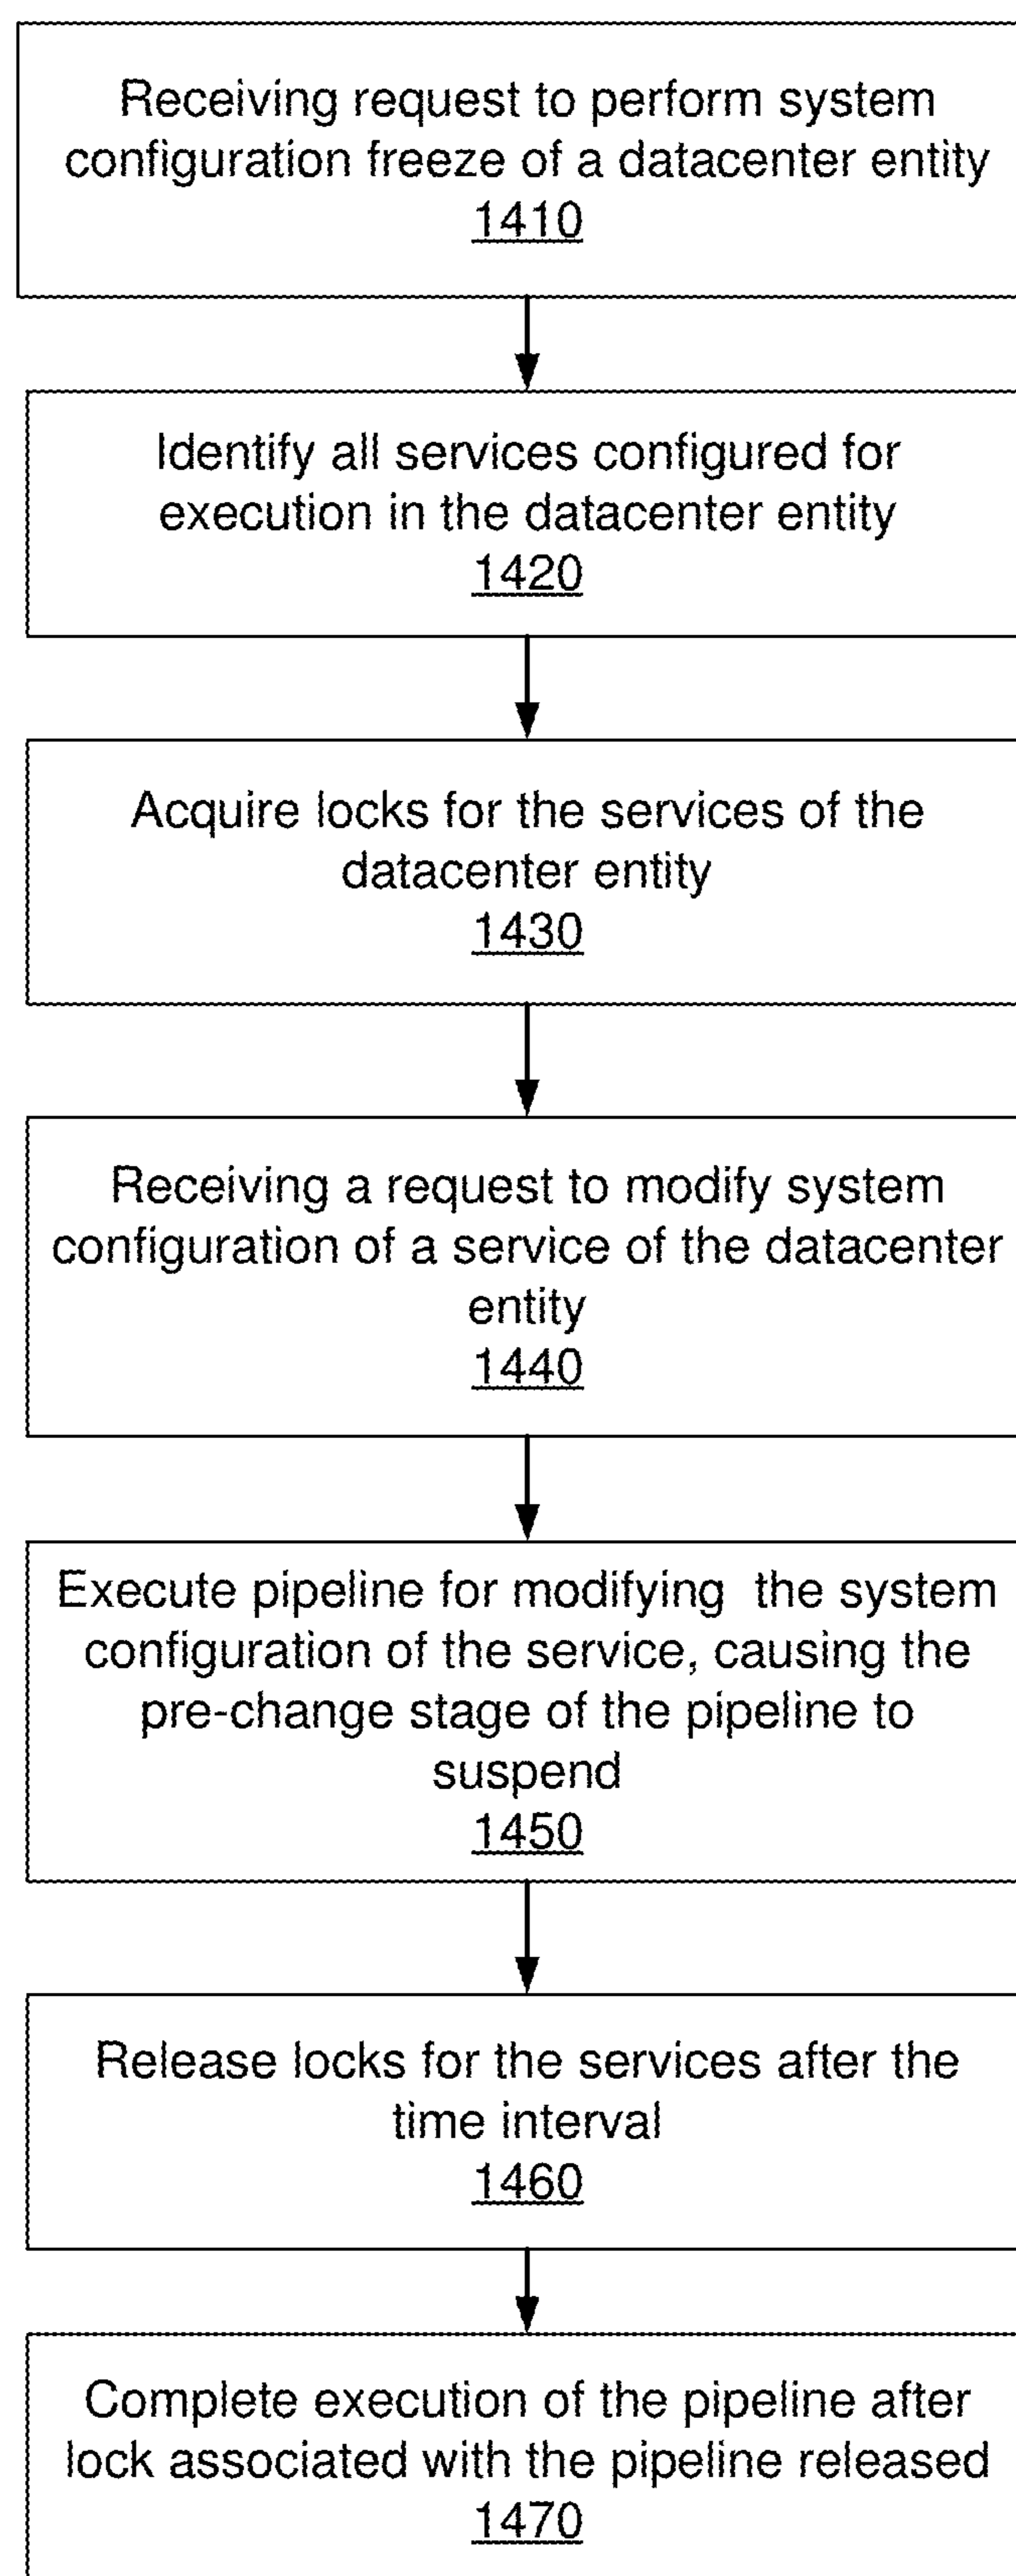 Receiving request to perform system
configuration freeze of a datacenter entity
1410
Identify all services configured for
execution in the datacenter entity
1420
Acquire locks for the services of the
datacenter entity
1430
Receiving a request to modify system
configuration of a service of the datacenter
entity
1440
Execute pipeline for modifying  the system
configuration of the service, causing the
pre-change stage of the pipeline to
suspend
1450
Release locks for the services after the
time interval
1460
Complete execution of the pipeline after
lock associated with the pipeline released
1470